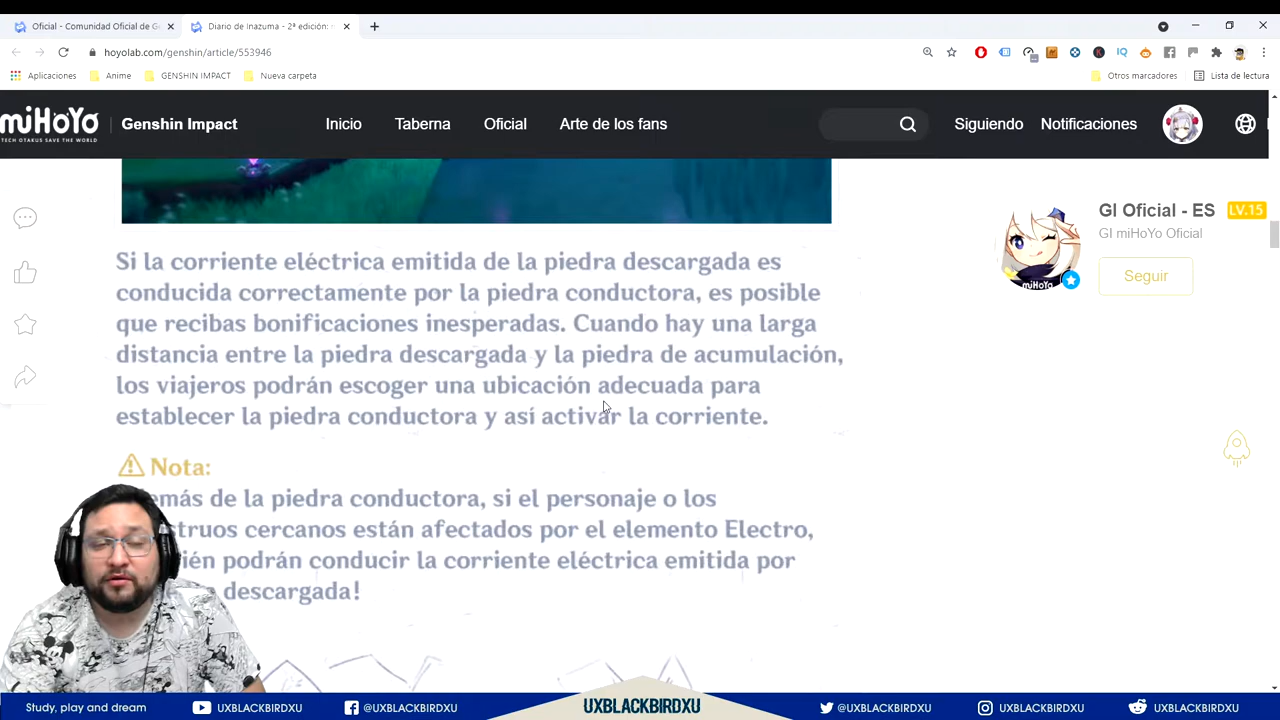 Oficial - Comunidad Oficial de G
Diario de Inazuma - 2ª edición:
hoyolab.com/genshin/article/553946
IQ
Aplicaciones
Anime
GENSHIN IMPACT
Nueva carpeta
Otros marcadores
Lista de lectura
miHoYo
TECH OTAKUS SAVE THE WORLD
Genshin Impact
Inicio
Taberna
Oficial
Arte de los fans
Siguiendo
Notificaciones
GI Oficial - ES
LV.15
GI miHoYo Oficial
Seguir
miHoYo
Si la corriente eléctrica emitida de la piedra descargada es
conducida correctamente por la piedra conductora, es posible
que recibas bonificaciones inesperadas. Cuando hay una larga
distancia entre la piedra descargada y la piedra de acumulación,
los viajeros podrán escoger una ubicación adecuada para
establecer la piedra conductora y así activar la corriente.
Nota:
emás de la piedra conductora, si el personaje o los
struos cercanos están afectados por el elemento Electro,
ién podrán conducir la corriente eléctrica emitida por
descargada!
Study, play and dream
UXBLACKBIRDXU
@UXBLACKBIRDXU
UXBLACKBIRDXU
@UXBLACKBIRDXU
UXBLACKBIRDXU
UXBLACKBIRDXU